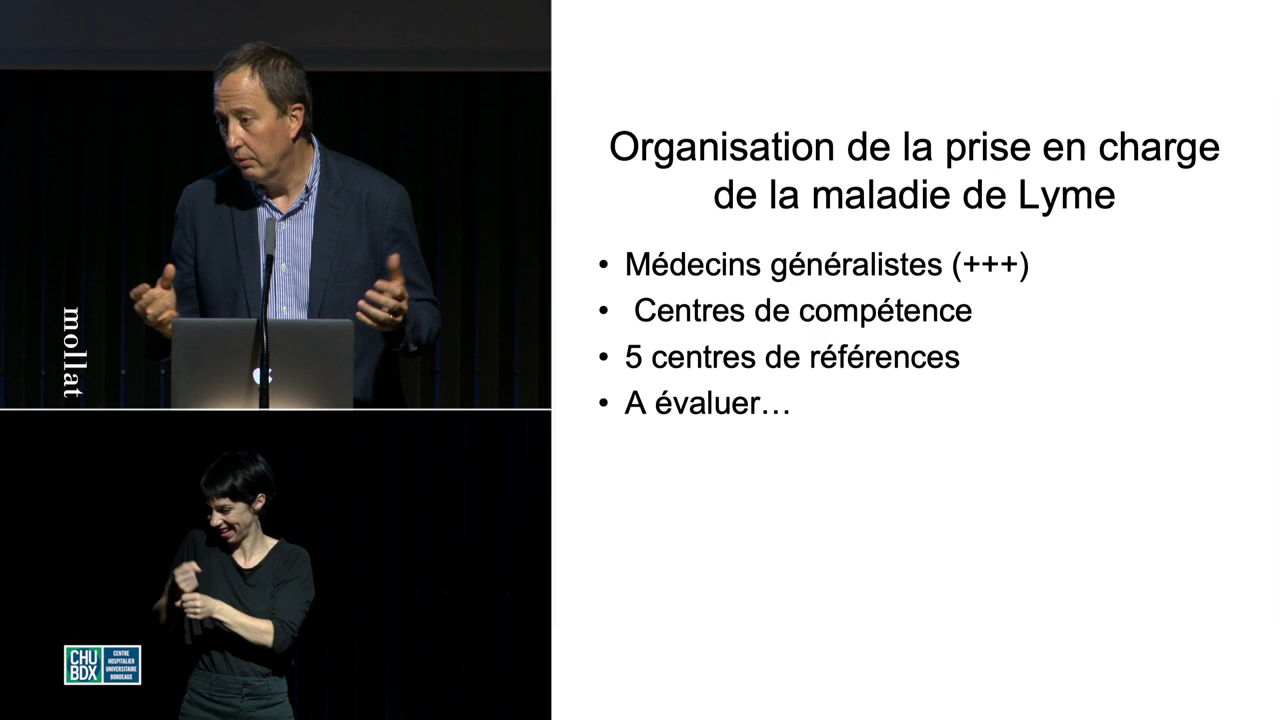 mollat
Organisation de la prise en charge
de la maladie de Lyme
• Médecins généralistes (+++)
• Centres de compétence
• 5 centres de références
• A évaluer…
CHU
BDX
CENTRE
HOSPITALIER
UNIVERSITAIRE
BORDEAUX